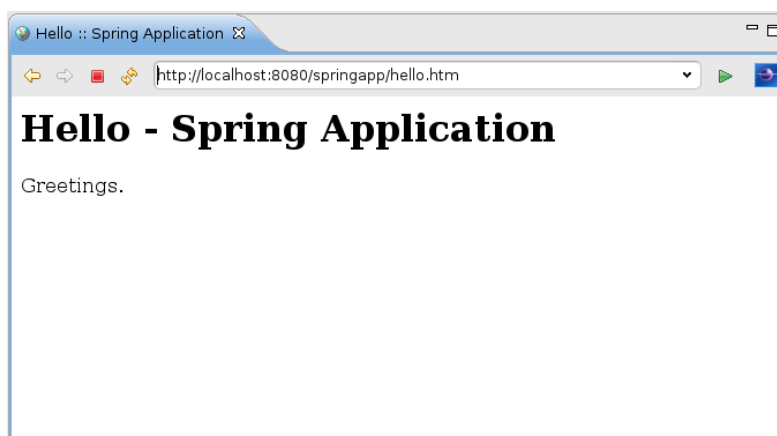 Hello :: Spring Application
http://localhost:8080/springapp/hello.htm
Hello - Spring Application
Greetings.